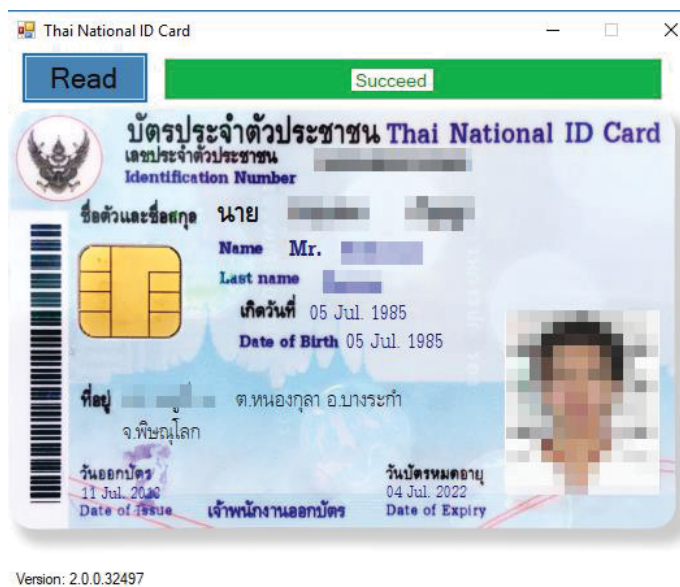 Thai National ID Card
Read
Succeed
บัตรประจำตัวประชาชน Thai National ID Card
เลขประจำตัวประชาชน
Identification Number
ชื่อตัวและชื่อสกุล นาย
Name Mr.
Last name
เกิดวันที่ 05 Jul. 1985
Date of Birth 05 Jul. 1985
ที่อยู่ ต.หนองกุลา อ.บางระกำ
จ.พิษณุโลก
วันออกบัตร
11 Jul.
Date of Issue
เจ้าพนักงานออกบัตร
วันบัตรหมดอายุ
04 Jul. 2022
Date of Expiry
Version: 2.0.0.32497